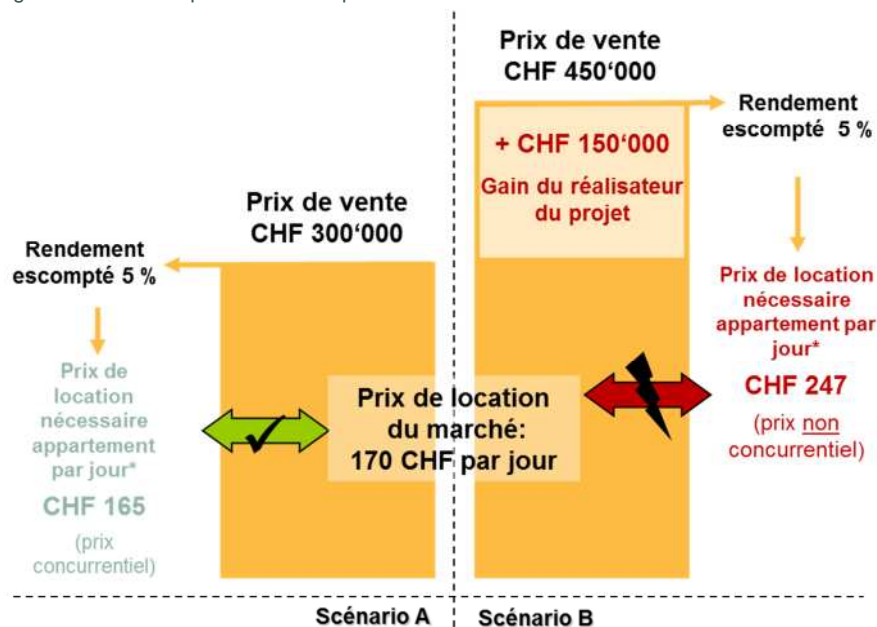 Prix de vente
CHF 450‘000
Rendement
escompté 5 %
+ CHF 150‘000
Gain du réalisateur
du projet
Prix de vente
CHF 300‘000
Rendement
escompté 5 %
Prix de location
nécessaire
appartement par
jour*
CHF 247
(prix non
concurrentiel)
Prix de
location
nécessaire
appartement
par jour*
CHF 165
(prix
concurrentiel)
Prix de location
du marché:
170 CHF par jour
Scénario A
Scénario B